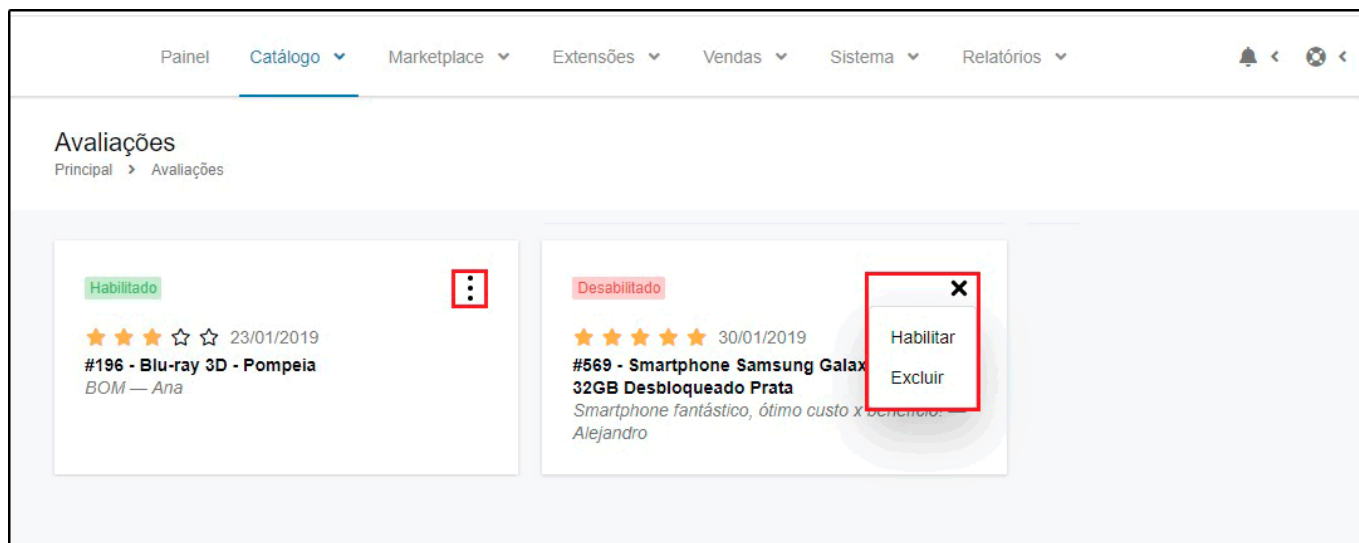 Painel Catálogo Marketplace Extensões Vendas Sistema Relatórios
Avaliações
Principal > Avaliações
Habilitado
23/01/2019
#196 - Blu-ray 3D - Pompeia
BOM — Ana
Desabilitado
30/01/2019
#569 - Smartphone Samsung Galax
32GB Desbloqueado Prata
Smartphone fantástico, ótimo custo x benefício! —
Alejandro
Habilitar
Excluir